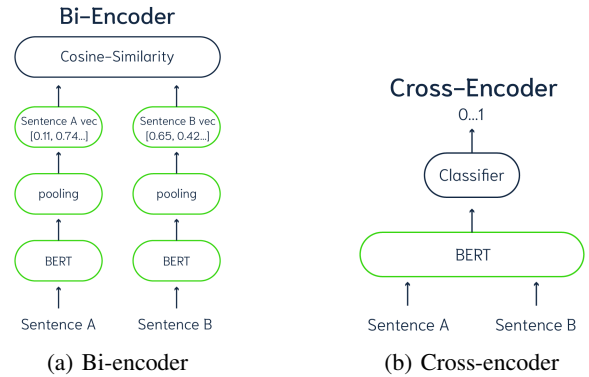 Bi-Encoder
Cosine-Similarity
Sentence A vec
[0.11, 0.74...]
Sentence B vec
[0.65, 0.42...]
pooling
pooling
BERT
BERT
Sentence A
Sentence B
(a) Bi-encoder
Cross-Encoder
0...1
Classifier
BERT
Sentence A
Sentence B
(b) Cross-encoder